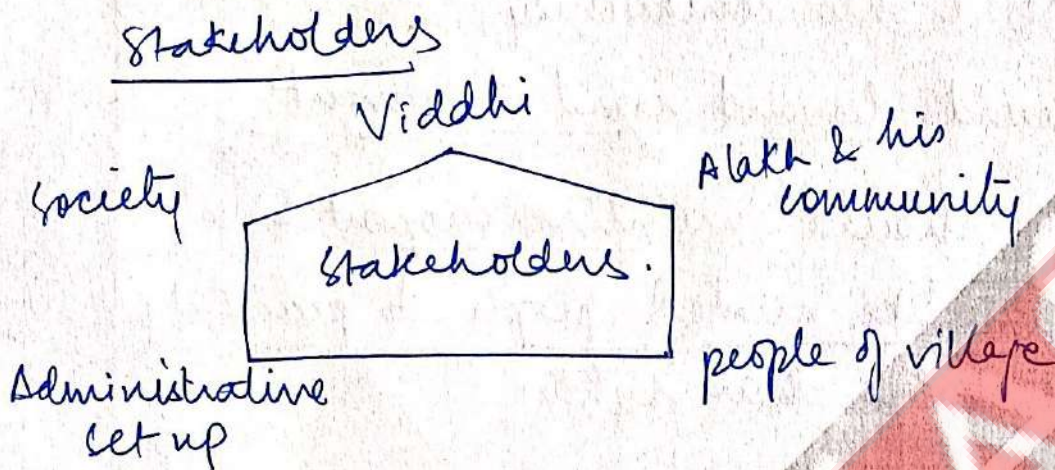 Stakeholders
Viddhi
Society
Alakh & his
community
Stakeholders.
Administrative
set up
people of village